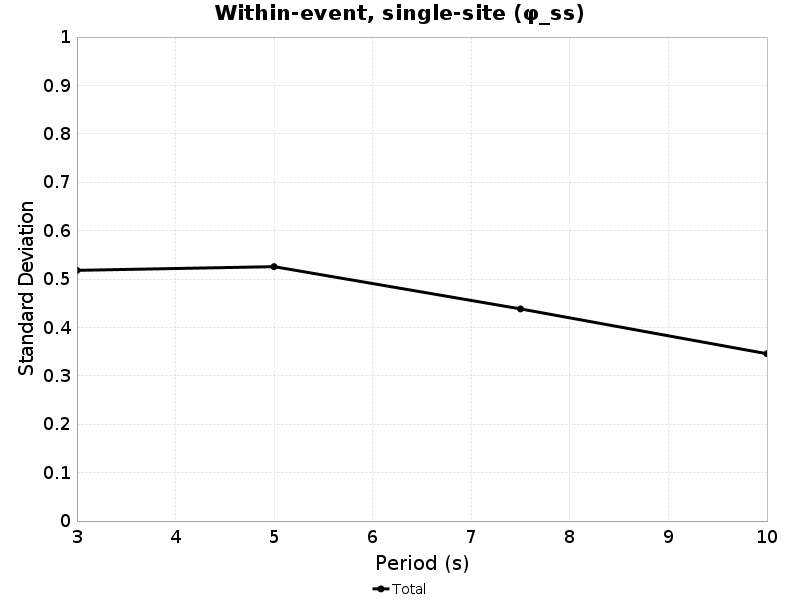 Within-event, single-site (φ_ss)
1
0.9
0.8
0.7
0.6
0.5
0.4
0.3
0.2
0.1
0
Standard Deviation
3 4 5 6 7 8 9 10
Period (s)
Total